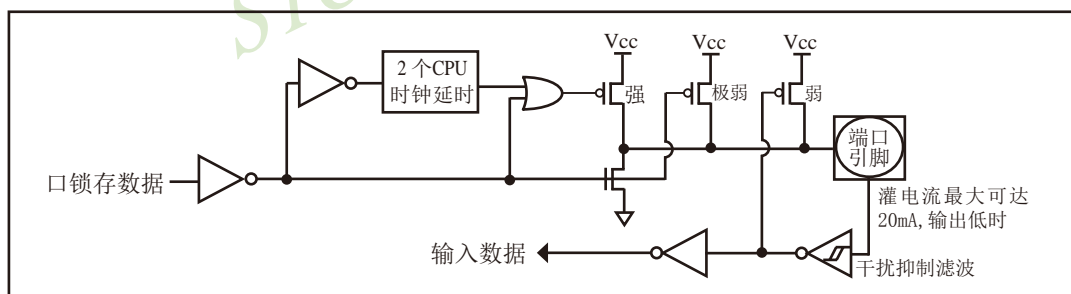 STC
Vcc
Vcc
Vcc
2 个CPU
时钟延时
强
极弱
弱
端口
引脚
口锁存数据
灌电流最大可达
20mA,输出低时
输入数据
干扰抑制滤波